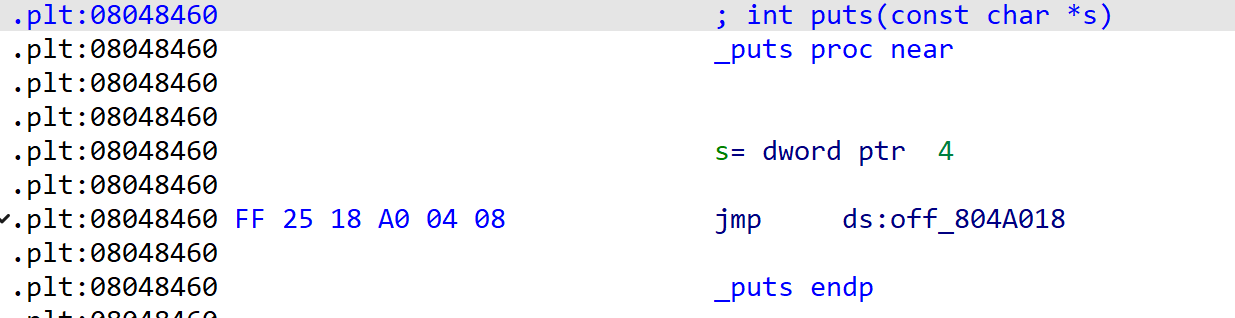 .plt:08048460 ; int puts(const char *s)
.plt:08048460 _puts proc near
.plt:08048460
.plt:08048460
.plt:08048460 s= dword ptr 4
.plt:08048460
.plt:08048460 FF 25 18 A0 04 08 jmp ds:off_804A018
.plt:08048460
.plt:08048460 _puts endp
.plt:08048460